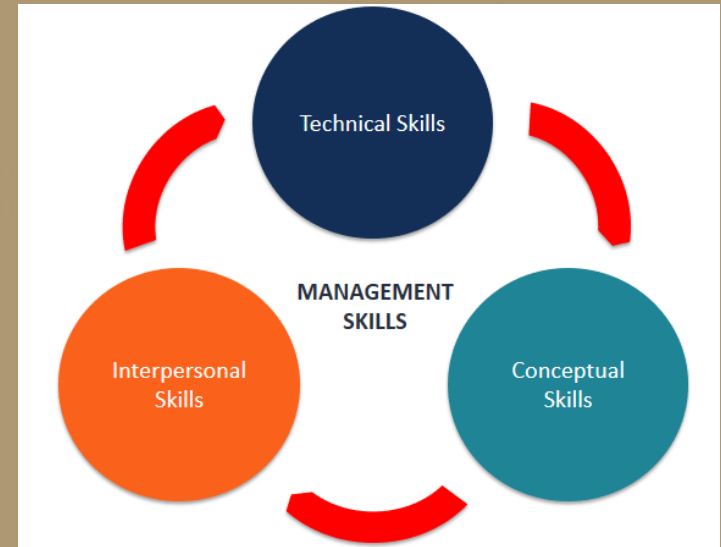 Technical Skills
MANAGEMENT
SKILLS
Interpersonal
Skills
Conceptual
Skills